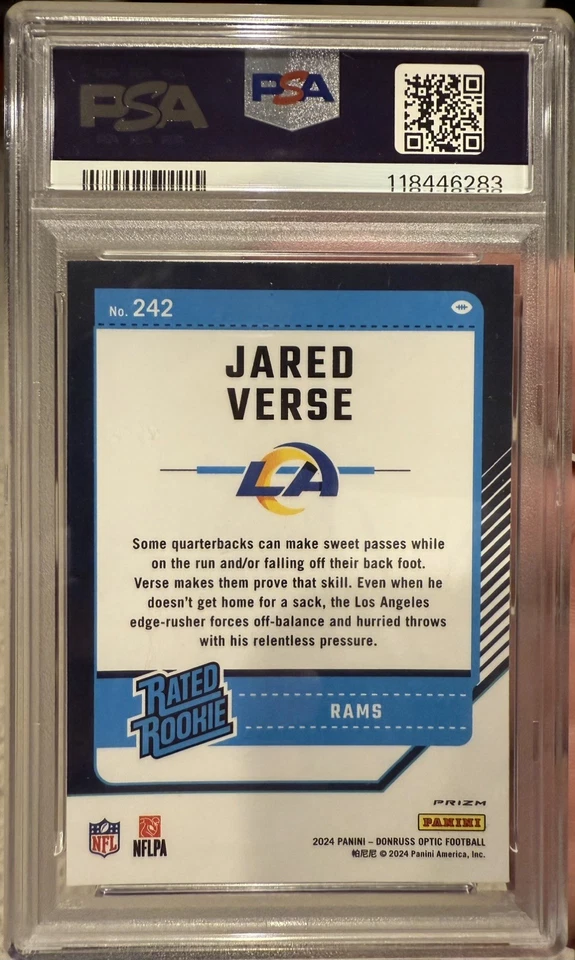 PSA
PSA
118446283
No. 242
JARED
VERSE
LA
Some quarterbacks can make sweet passes while
on the run and/or falling off their back foot.
Verse makes them prove that skill. Even when he
doesn't get home for a sack, the Los Angeles
edge-rusher forces off-balance and hurried throws
with his relentless pressure.
RATED
ROOKIE
RAMS
PRIZM
PANINI
NFL
NFLPA
2024 PANINI – DONRUSS OPTIC FOOTBALL
帕尼尼 © 2024 Panini America, Inc.